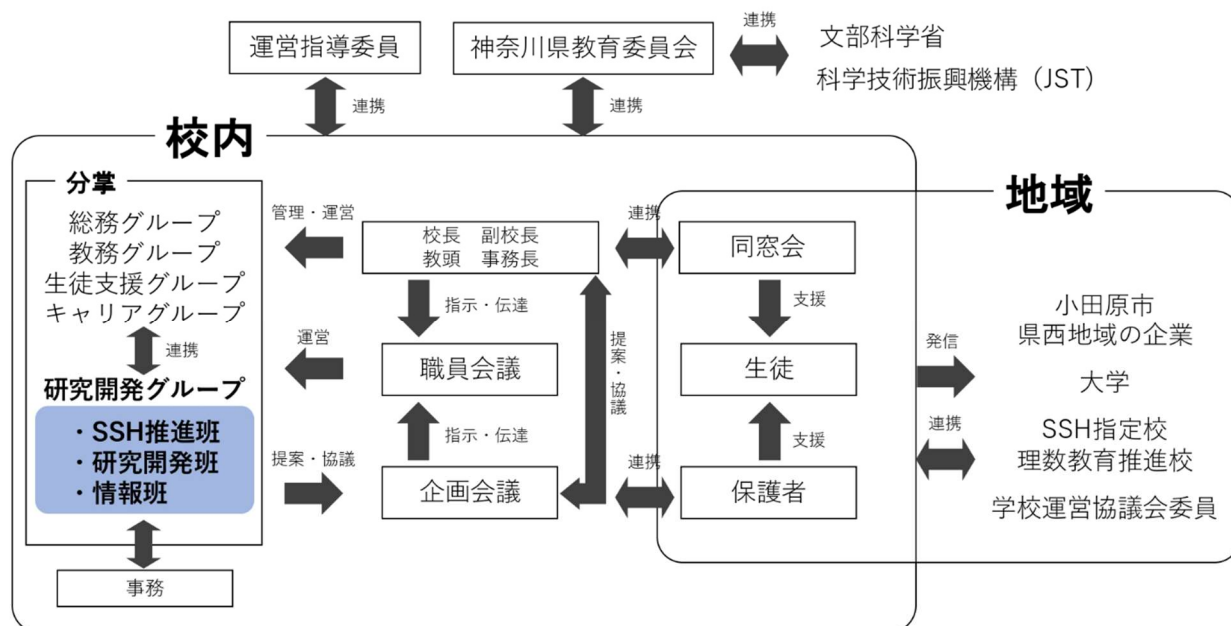 運営指導委員
連携
神奈川県教育委員会
連携
連携
文部科学省
科学技術振興機構（JST）
校内
分掌
総務グループ
教務グループ
生徒支援グループ
キャリアグループ
連携
研究開発グループ
・SSH推進班
・研究開発班
・情報班
事務
管理・運営
運営
提案・協議
校長　副校長
教頭　事務長
指示・伝達
職員会議
指示・伝達
企画会議
提案・協議
連携
連携
地域
同窓会
支援
生徒
支援
保護者
発信
連携
小田原市
県西地域の企業
大学
SSH指定校
理数教育推進校
学校運営協議会委員